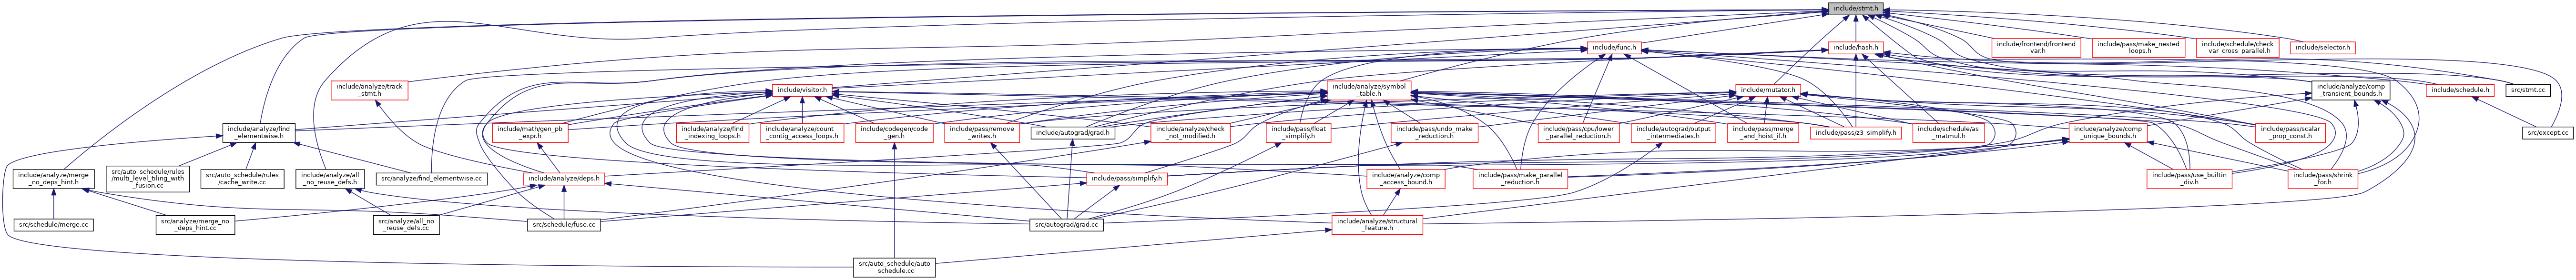 include/stmt.h
include/func.h
include/hash.h
include/frontend/frontend
_var.h
include/pass/make_nested
_loops.h
include/schedule/check
_var_cross_parallel.h
include/selector.h
include/analyze/track
_stmt.h
include/visitor.h
include/analyze/symbol
_table.h
include/mutator.h
include/analyze/comp
_transient_bounds.h
include/schedule.h
src/stmt.cc
include/analyze/find
_elementwise.h
include/math/gen_pb
_expr.h
include/analyze/find
_indexing_loops.h
include/analyze/count
_contig_access_loops.h
include/codegen/code
_gen.h
include/pass/remove
_writes.h
include/autograd/grad.h
include/analyze/check
_not_modified.h
include/pass/float
_simplify.h
include/pass/undo_make
_reduction.h
include/pass/cpu/lower
_parallel_reduction.h
include/autograd/output
_intermediates.h
include/pass/merge
_and_hoist_if.h
include/pass/z3_simplify.h
include/schedule/as
_matmul.h
include/analyze/comp
_unique_bounds.h
include/pass/scalar
_prop_const.h
src/except.cc
include/analyze/merge
_no_deps_hint.h
src/auto_schedule/rules
/multi_level_tiling_with
_fusion.cc
src/auto_schedule/rules
/cache_write.cc
include/analyze/all
_no_reuse_defs.h
src/analyze/find_elementwise.cc
include/analyze/deps.h
include/pass/simplify.h
include/analyze/comp
_access_bound.h
include/pass/make_parallel
_reduction.h
include/pass/use_builtin
_div.h
include/pass/shrink
_for.h
src/schedule/merge.cc
src/analyze/merge_no
_deps_hint.cc
src/analyze/all_no
_reuse_defs.cc
src/schedule/fuse.cc
src/autograd/grad.cc
include/analyze/structural
_feature.h
src/auto_schedule/auto
_schedule.cc